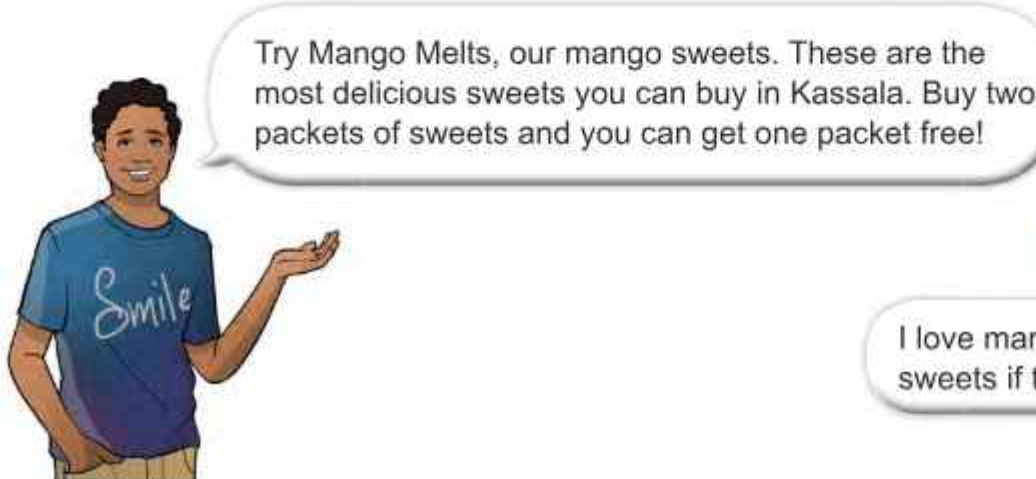 Try Mango Melts, our mango sweets. These are the
most delicious sweets you can buy in Kassala. Buy two
packets of sweets and you can get one packet free!
Smile
I love
sweets if